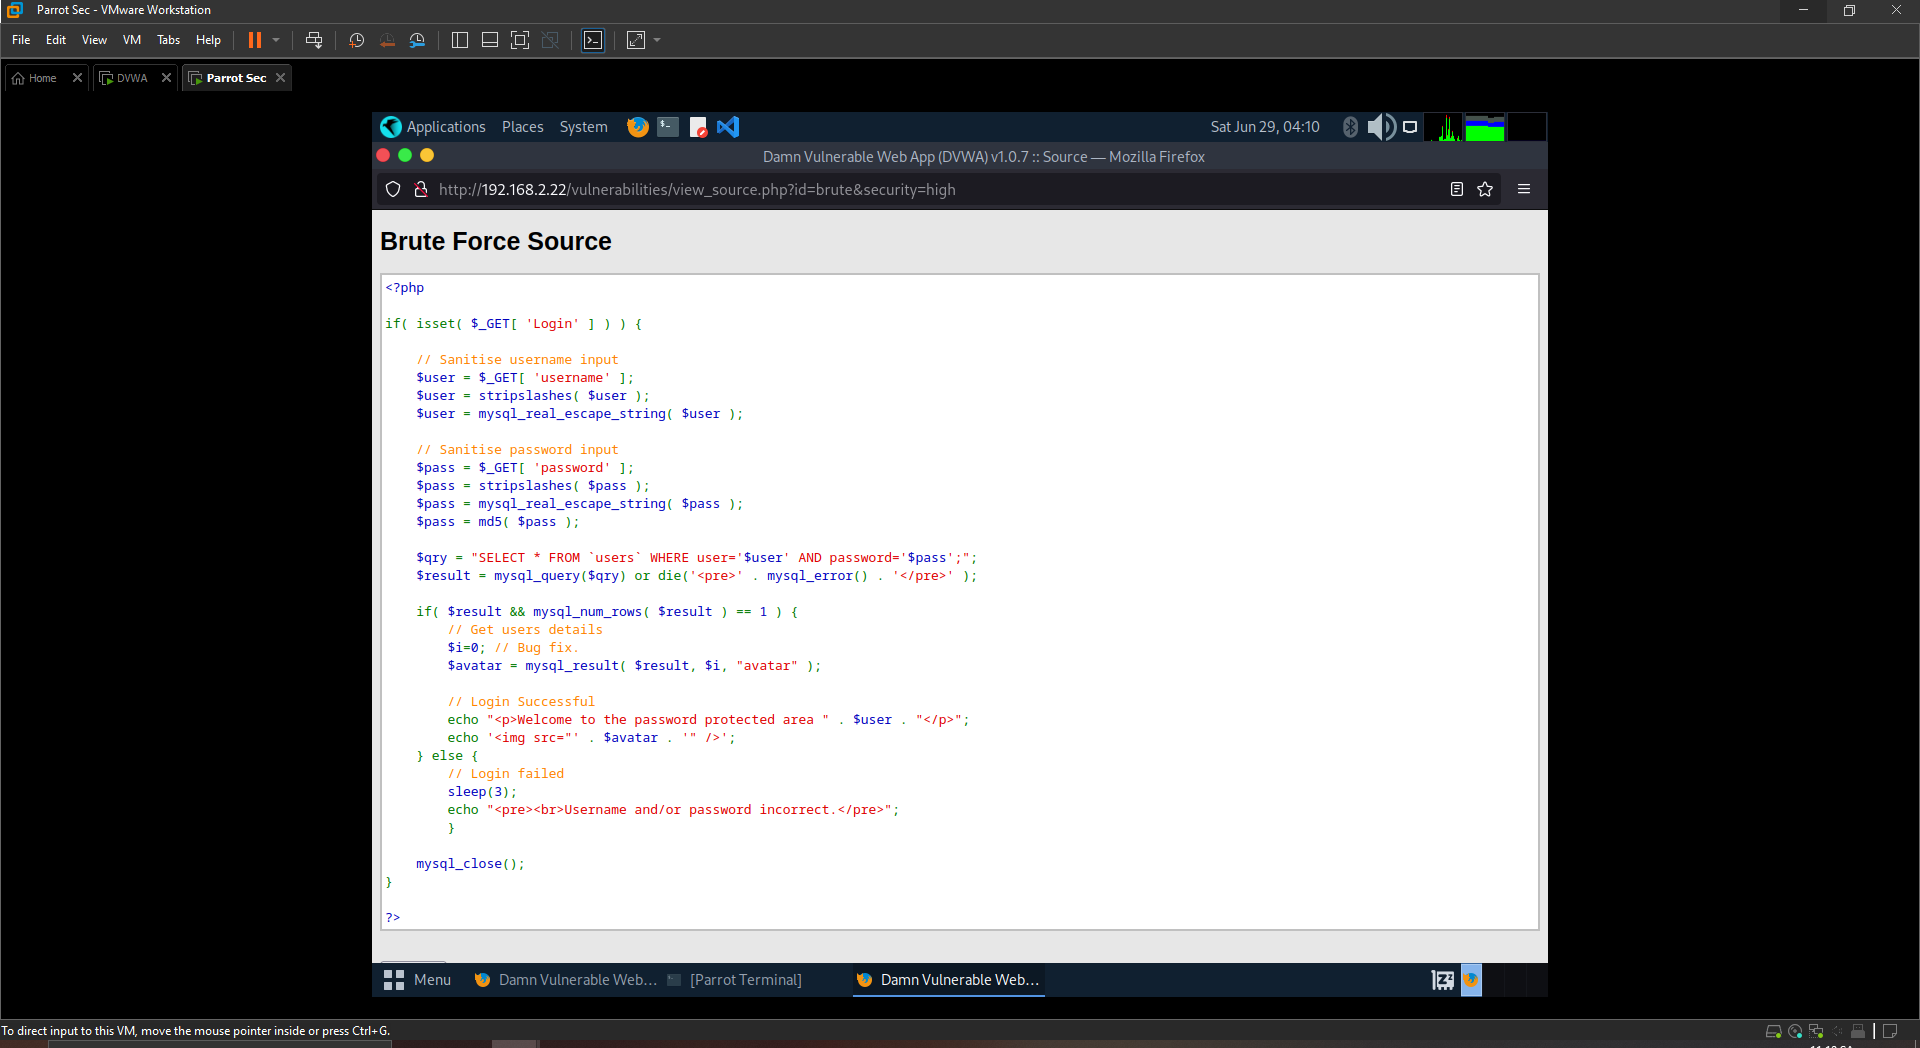 Parrot Sec - VMware Workstation
File Edit View VM Tabs Help
Home DVWA Parrot Sec
Applications Places System Sat Jun 29, 04:10
Damn Vulnerable Web App (DVWA) v1.0.7 :: Source — Mozilla Firefox
http://192.168.2.22/vulnerabilities/view_source.php?id=brute&security=high
Brute Force Source
<?php
if( isset( $_GET[ 'Login' ] ) ) {
// Sanitise username input
$user = $_GET[ 'username' ];
$user = stripslashes( $user );
$user = mysql_real_escape_string( $user );
// Sanitise password input
$pass = $_GET[ 'password' ];
$pass = stripslashes( $pass );
$pass = mysql_real_escape_string( $pass );
$pass = md5( $pass );
$qry = "SELECT * FROM `users` WHERE user='$user' AND password='$pass';";
$result = mysql_query($qry) or die('<pre>' . mysql_error() . '</pre>' );
if( $result && mysql_num_rows( $result ) == 1 ) {
// Get users details
$i=0; // Bug fix.
$avatar = mysql_result( $result, $i, "avatar" );
// Login Successful
echo "<p>Welcome to the password protected area " . $user . "</p>";
echo '<img src="' . $avatar . '" />';
} else {
// Login failed
sleep(3);
echo "<pre><br>Username and/or password incorrect.</pre>";
}
mysql_close();
}
?>
Menu Damn Vulnerable Web... [Parrot Terminal] Damn Vulnerable Web...
To direct input to this VM, move the mouse pointer inside or press Ctrl+G.